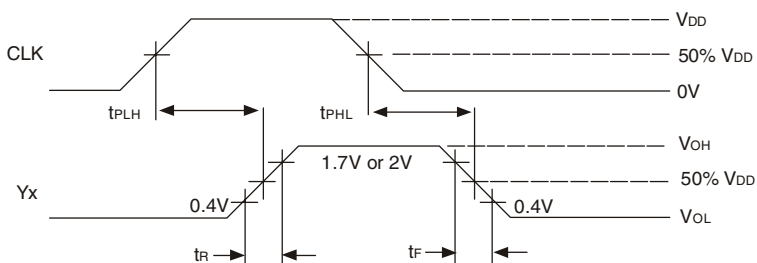 VDD
CLK
50% VDD
0V
tPLH
tPHL
VOH
1.7V or 2V
50% VDD
Yx
0.4V
0.4V
VOL
tR
tF